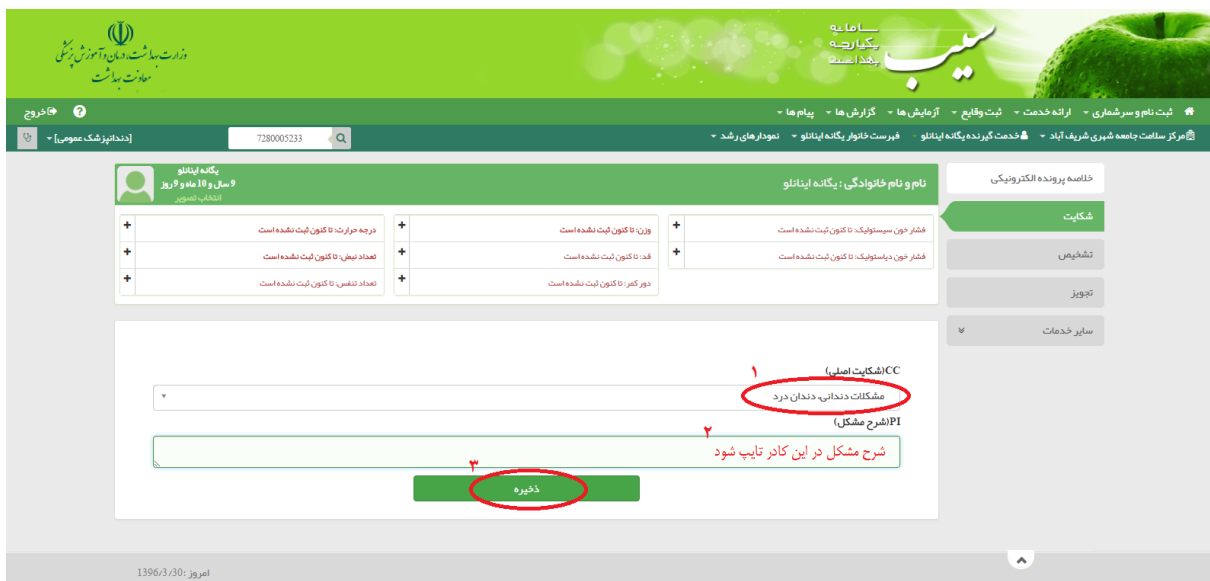 سامانه
یکپارچه
بهداشت
سیب
وزارت بهداشت، درمان و آموزش پزشکی
معاونت بهداشت
ثبت نام و سرشماری ارائه خدمت ثبت وقایع آزمایش ها گزارش ها پیام ها
? خروج
مرکز سلامت جامعه شهری شریف آباد خدمت گیرنده یگانه اینانلو فهرست خانوار یگانه اینانلو نمودارهای رشد
7280005233
[دندانپزشک عمومی]
خلاصه پرونده الکترونیکی
شکایت
تشخیص
تجویز
سایر خدمات
نام و نام خانوادگی : یگانه اینانلو
یگانه اینانلو
9 سال و 10 ماه و 9 روز
انتخاب تصویر
فشار خون سیستولیک: تا کنون ثبت نشده است + وزن: تا کنون ثبت نشده است + درجه حرارت: تا کنون ثبت نشده است +
فشار خون دیاستولیک: تا کنون ثبت نشده است + قد: تا کنون ثبت نشده است + تعداد نبض: تا کنون ثبت نشده است +
دور کمر: تا کنون ثبت نشده است + تعداد تنفس: تا کنون ثبت نشده است +
CC(شکایت اصلی) ۱
مشکلات دندانی، دندان درد
PI(شرح مشکل) ۲
شرح مشکل در این کادر تایپ شود
۳
ذخیره
امروز :1396/3/30